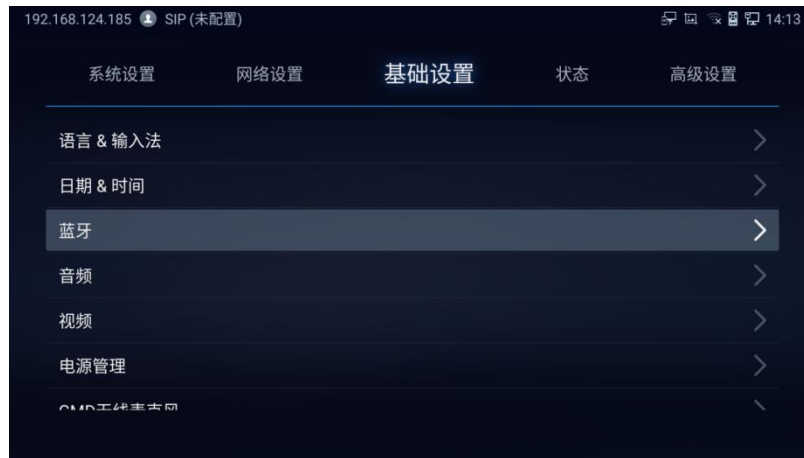 192.168.124.185 SIP (未配置) 14:13
系统设置 网络设置 基础设置 状态 高级设置
语言 & 输入法
日期 & 时间
蓝牙
音频
视频
电源管理